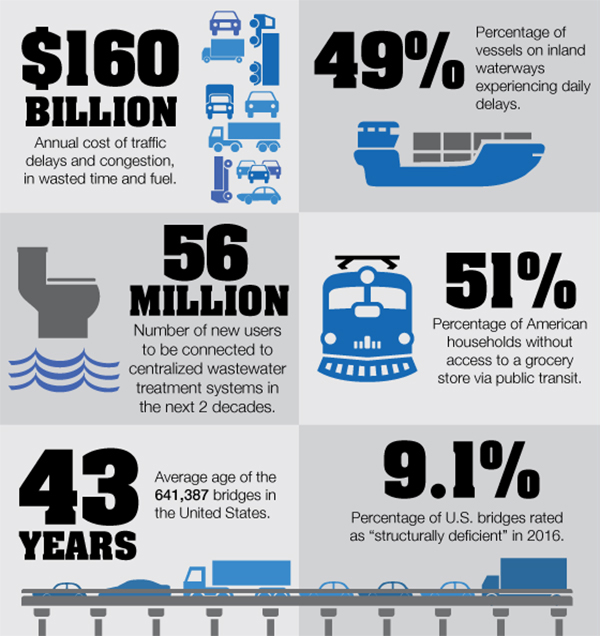 $160
BILLION
Annual cost of traffic
delays and congestion,
in wasted time and fuel.
49%
Percentage of
vessels on inland
waterways
experiencing daily
delays.
56
MILLION
Number of new users
to be connected to
centralized wastewater
treatment systems in
the next 2 decades.
51%
Percentage of American
households without
access to a grocery
store via public transit.
43
YEARS
Average age of the
641,387 bridges in
the United States.
9.1%
Percentage of U.S. bridges rated
as “structurally deficient” in 2016.